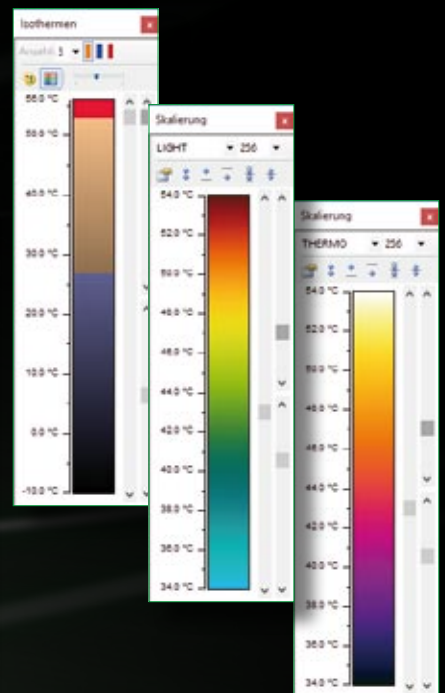 Isothermen
Anzahl: 3
56.0 °C
50.0 °C
40.0 °C
30.0 °C
20.0 °C
10.0 °C
0.0 °C
-10.0 °C
Skalierung
LIGHT 256
54.0 °C
52.0 °C
50.0 °C
48.0 °C
46.0 °C
44.0 °C
42.0 °C
40.0 °C
38.0 °C
36.0 °C
34.0 °C
Skalierung
THERMO 256
54.0 °C
52.0 °C
50.0 °C
48.0 °C
46.0 °C
44.0 °C
42.0 °C
40.0 °C
38.0 °C
36.0 °C
34.0 °C